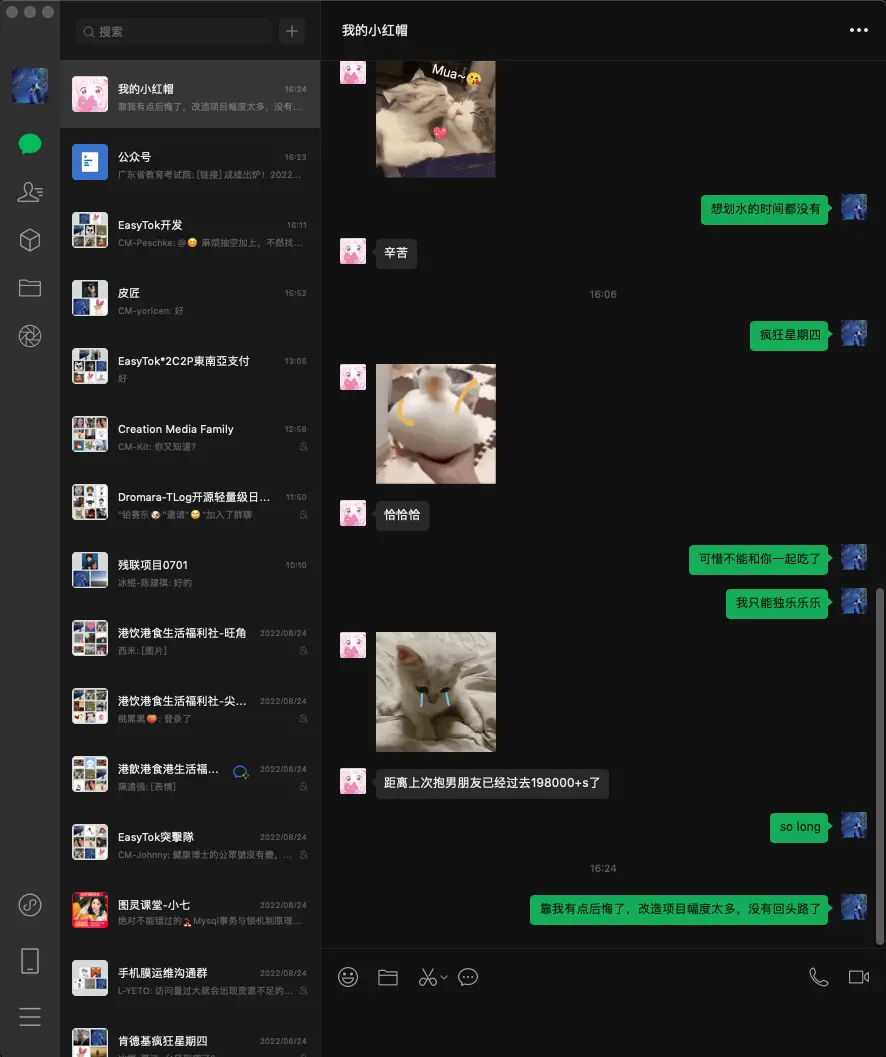 搜索
我的小红帽
我的小红帽 16:24
靠我有点后悔了，改造项目幅度太多，没有...
公众号 16:23
广东省教育考试院: [链接] 成绩出炉！2022...
EasyTok开发 16:11
CM-Peschke: @😊 麻烦抽空加上，不然找...
皮匠 15:52
CM-yoricen: 好
EasyTok*2C2P東南亞支付 13:06
好
Creation Media Family 12:58
CM-Kit: 你又知道?
Dromara-TLog开源轻量级日... 11:50
"铂赛东🐶"邀请"😋"加入了群聊
残联项目0701 10:10
冰棍-陈建祺: 好的
港饮港食生活福利社-旺角 2022/08/24
西米: [图片]
港饮港食生活福利社-尖... 2022/08/24
桃黑黑🍑: 登录了
港飲港食港生活福... 2022/08/24
陳遠強: [表情]
EasyTok突擊隊 2022/08/24
CM-Johnny: 健康博士的公眾號沒有變，...
图灵课堂-小七 2022/08/24
绝对不能错过的💃Mysql事务与锁机制原理...
手机膜运维沟通群 2022/08/24
L-YETO: 访问量过大就会出现资源不足的...
肯德基疯狂星期四 2022/08/24
Mua~😘
想划水的时间都没有
辛苦
16:06
疯狂星期四
恰恰恰
可惜不能和你一起吃了
我只能独乐乐乐
距离上次抱男朋友已经过去198000+s了
so long
16:24
靠我有点后悔了，改造项目幅度太多，没有回头路了